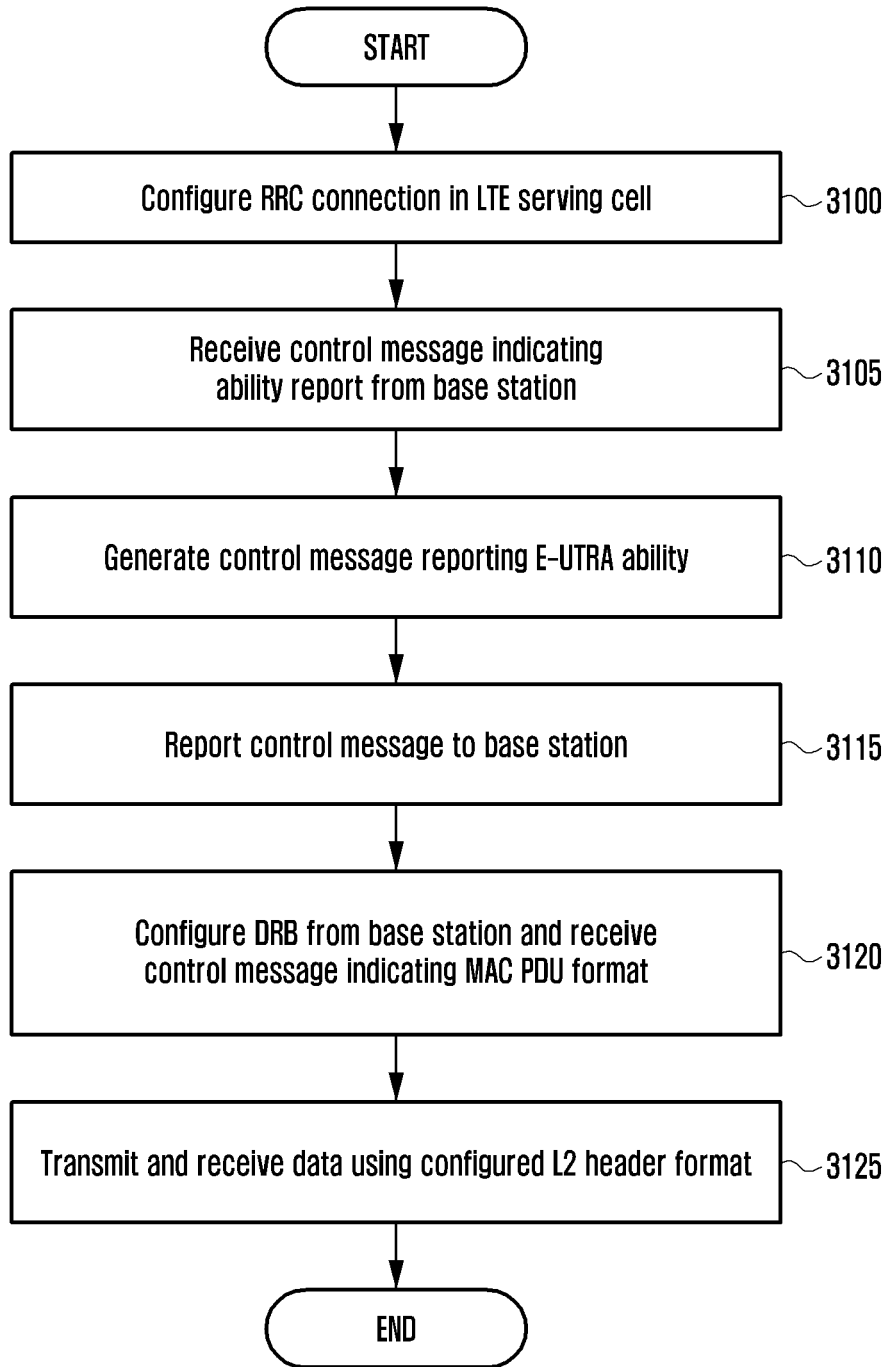 START
Configure RRC connection in LTE serving cell
3100
Receive control message indicating
ability report from base station
3105
Generate control message reporting E-UTRA ability
3110
Report control message to base station
3115
Configure DRB from base station and receive
control message indicating MAC PDU format
3120
Transmit and receive data using configured L2 header format
3125
END